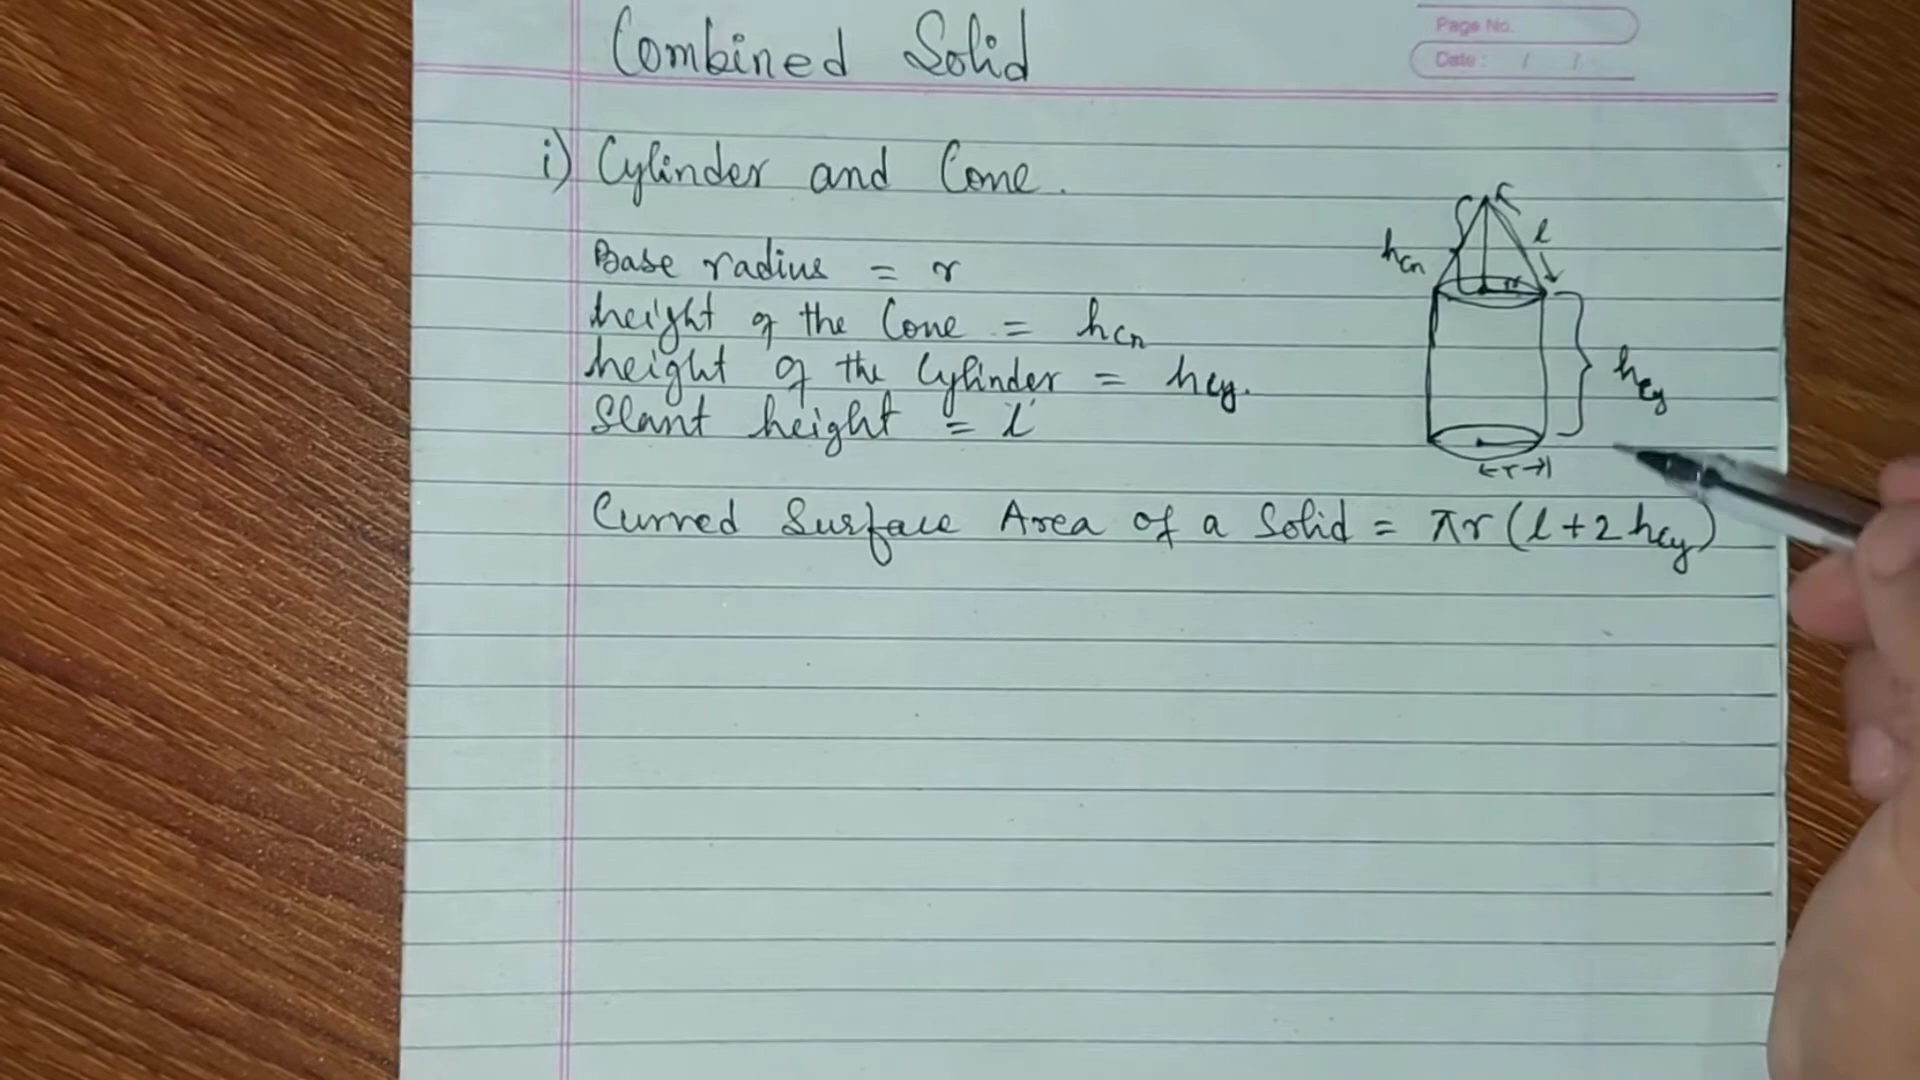 Combined Solid
Page No.
Date: / /
i) Cylinder and Cone.
Base radius = r
height of the Cone = hcn
height of the Cylinder = hcy.
Slant height = l
hcn
l
r
hcy
r
Curved Surface Area of a Solid = πr(l+2hcy)